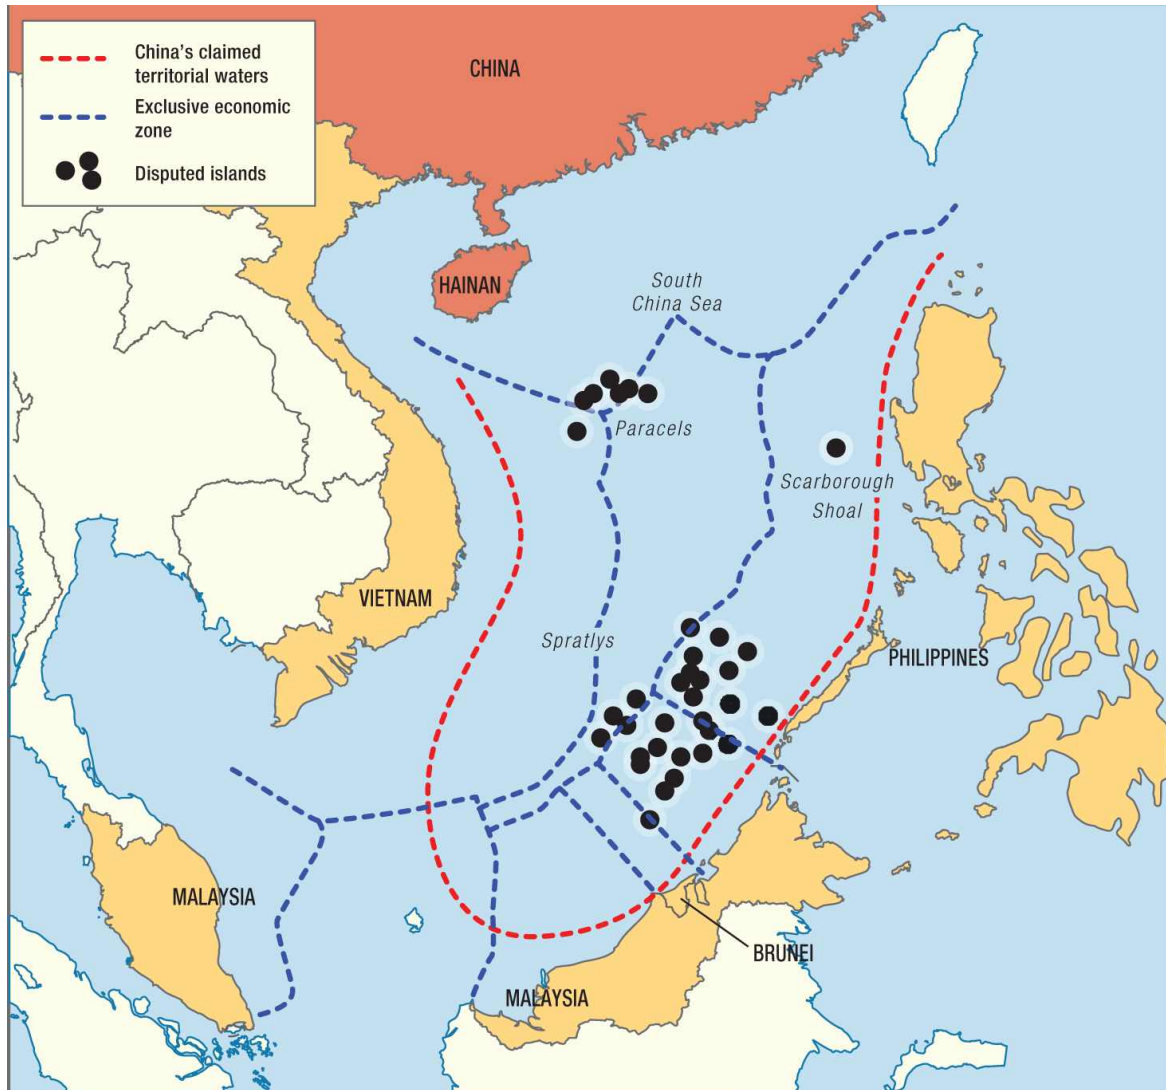 China's claimed
territorial waters
Exclusive economic
zone
Disputed islands
CHINA
HAINAN
South
China Sea
Paracels
Scarborough
Shoal
VIETNAM
Spratlys
PHILIPPINES
MALAYSIA
BRUNEI
MALAYSIA